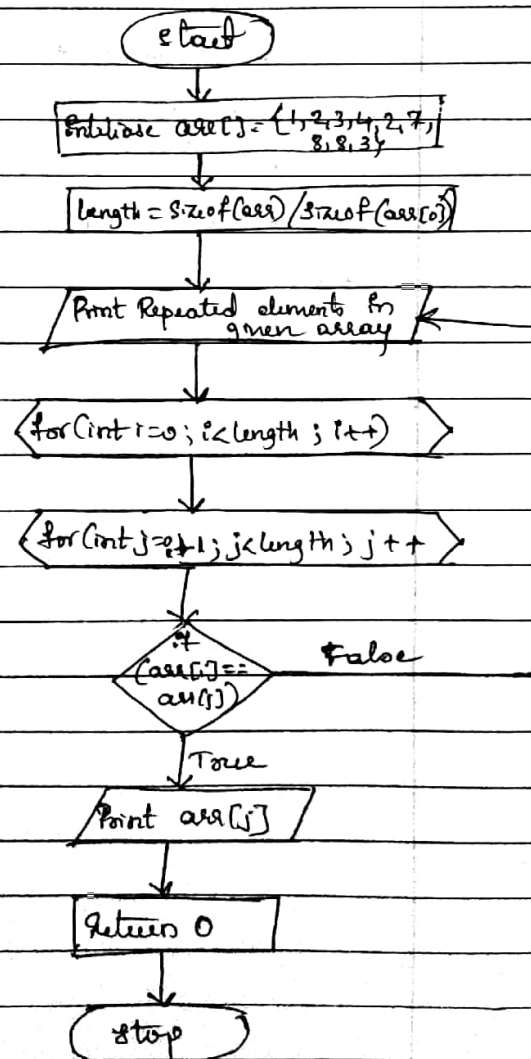 start
Intiliase arr[] = {1,2,3,4,2,7,
8,8,3}
length = sizeof(arr)/sizeof(arr[0])
Print Repeated elements in
given array
for(int i=0; i<length; i++)
for(int j=i+1; j<length; j++
if
(arr[i]==
arr[j])
False
True
Print arr[j]
Return 0
stop